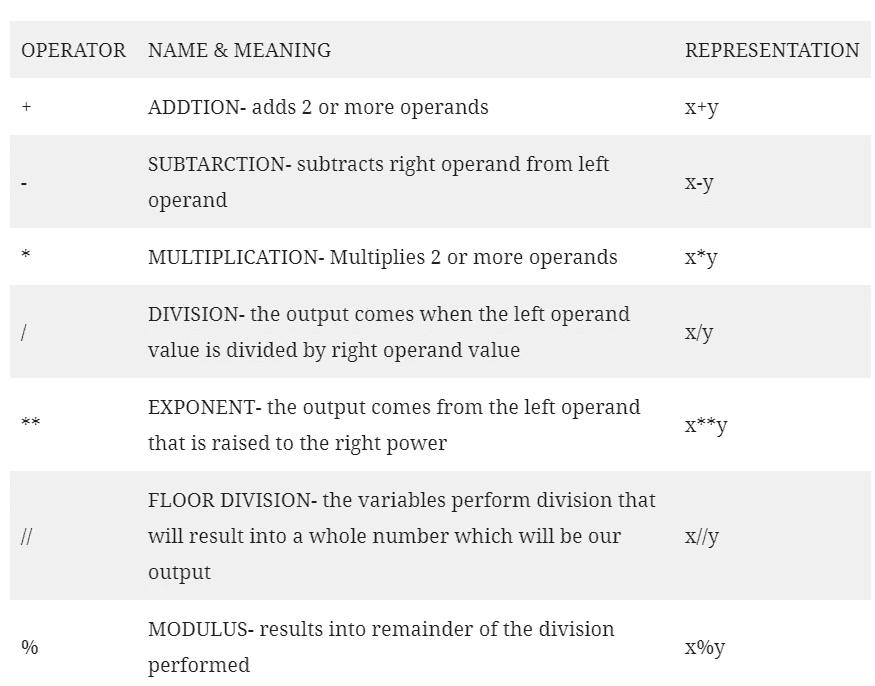 OPERATOR NAME & MEANING REPRESENTATION
+ ADDTION- adds 2 or more operands x+y
SUBTARCTION- subtracts right operand from left
- x-y
operand
* MULTIPLICATION- Multiplies 2 or more operands x*y
DIVISION- the output comes when the left operand
/ x/y
value is divided by right operand value
EXPONENT- the output comes from the left operand
** x**y
that is raised to the right power
FLOOR DIVISION- the variables perform division that
// will result into a whole number which will be our x//y
output
MODULUS- results into remainder of the division
% x%y
performed